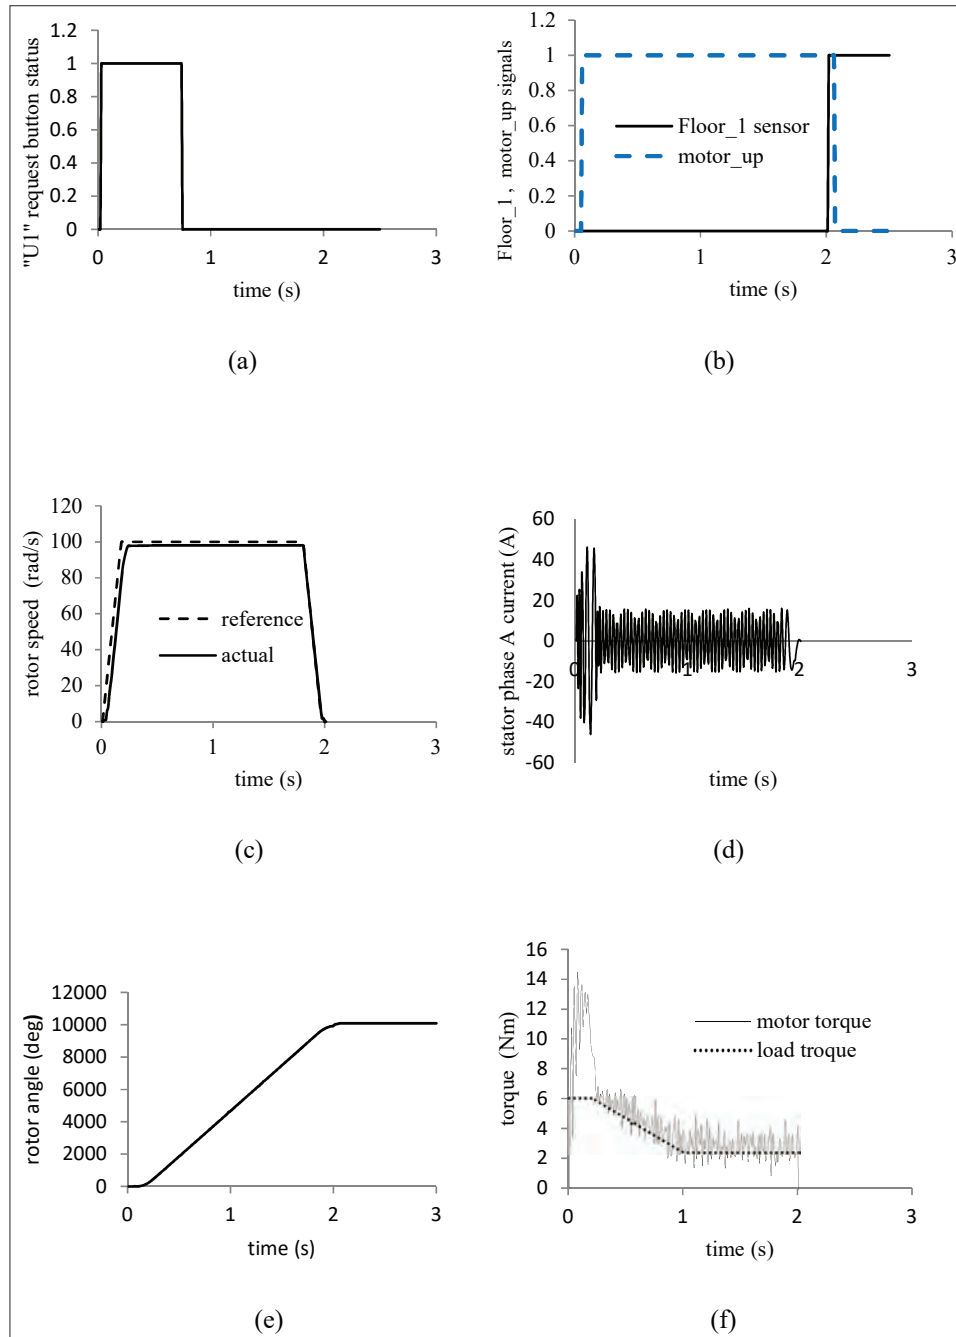 "U1" request button status
1.2
1
0.8
0.6
0.4
0.2
0
0 1 2 3
time (s)
(a)
Floor_1 , motor_up signals
1.2
1
0.8
0.6
0.4
0.2
0
Floor_1 sensor
motor_up
0 1 2 3
time (s)
(b)
rotor speed (rad/s)
120
100
80
60
40
20
0
reference
actual
0 1 2 3
time (s)
(c)
stator phase A current (A)
60
40
20
0
-20
-40
-60
0 1 2 3
time (s)
(d)
rotor angle (deg)
12000
10000
8000
6000
4000
2000
0
0 1 2 3
time (s)
(e)
torque (Nm)
16
14
12
10
8
6
4
2
0
motor torque
load troque
0 1 2 3
time (s)
(f)